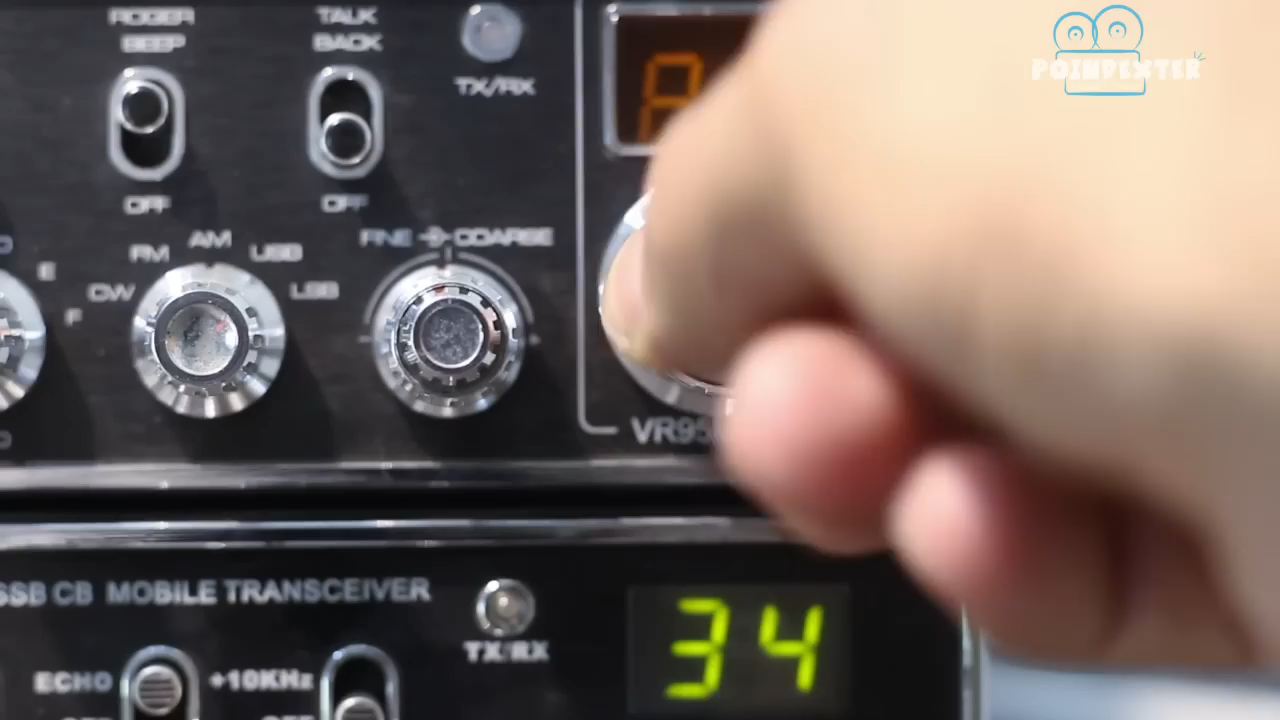 ROGER
BEEP
TALK
BACK
TX/RX
POINDEXTER
OFF
OFF
FM
AM
USB
CW
LSB
E
F
FINE
COARSE
SSB CB MOBILE TRANSCEIVER
TX/RX
34
ECHO
+10KHz
OFF